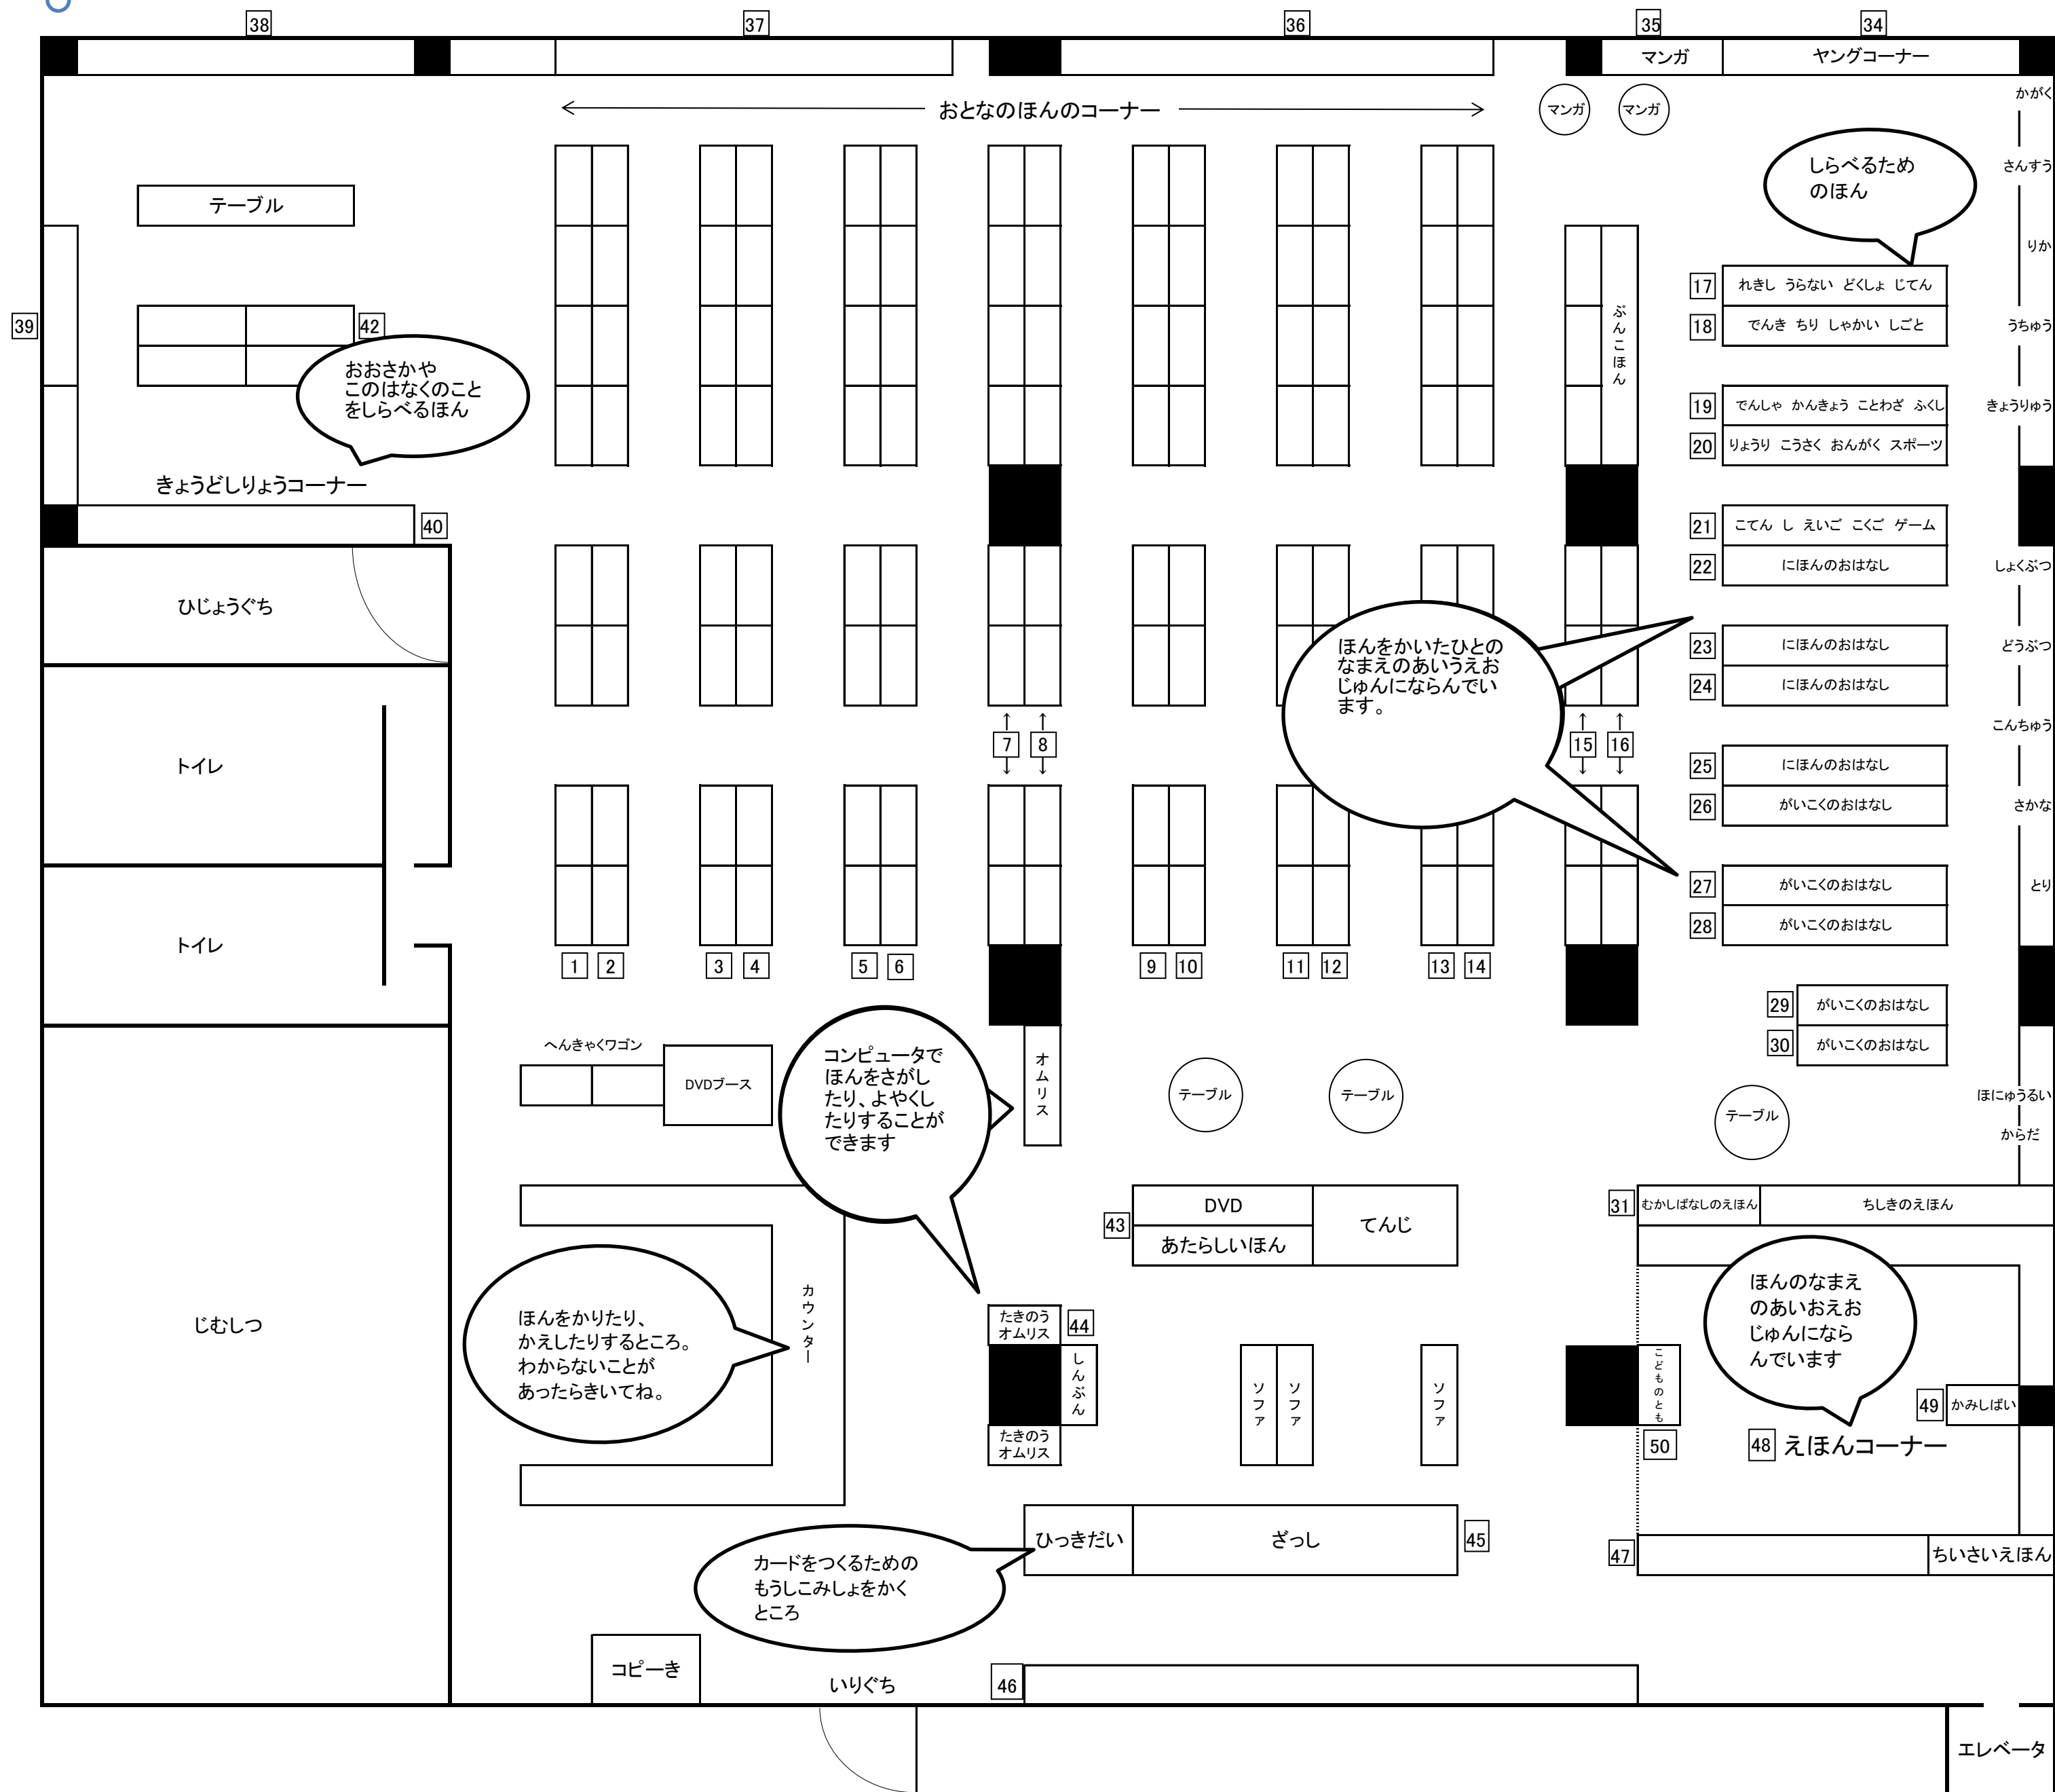 38
37
36
35
34
マンガ
ヤングコーナー
おとなのほんのコーナー
マンガ
マンガ
かがく
さんすう
りか
うちゅう
きょうりゅう
しょくぶつ
どうぶつ
こんちゅう
さかな
とり
ほにゅうるい
からだ
しらべるため
のほん
テーブル
39
42
おおさかや
このはなくのこと
をしらべるほん
きょうどしりょうコーナー
40
ぶんこほん
17
れきし うらない どくしょ じてん
18
でんき ちり しゃかい しごと
19
でんしゃ かんきょう ことわざ ふくし
20
りょうり こうさく おんがく スポーツ
21
こてん し えいご こくご ゲーム
22
にほんのおはなし
23
にほんのおはなし
24
にほんのおはなし
25
にほんのおはなし
26
がいこくのおはなし
27
がいこくのおはなし
28
がいこくのおはなし
29
がいこくのおはなし
30
がいこくのおはなし
ひじょうぐち
トイレ
トイレ
じむしつ
ほんをかいたひとの
なまえのあいうえお
じゅんにならんでい
ます。
↑ ↑
7 8
↓ ↓
↑ ↑
15 16
↓ ↓
1 2
3 4
5 6
9 10
11 12
13 14
へんきゃくワゴン
DVDブース
コンピュータで
ほんをさがし
たり、よやくし
たりすることが
できます
オムリス
テーブル
テーブル
テーブル
43
DVD
あたらしいほん
てんじ
31
むかしばなしのえほん
ちしきのえほん
ほんをかりたり、
かえしたりするところ。
わからないことが
あったらきいてね。
カウンター
たきのう
オムリス
44
しんぶん
たきのう
オムリス
ソファ
ソファ
ソファ
こどものとも
50
ほんのなまえ
のあいおえお
じゅんになら
んでいます
49
かみしばい
48
えほんコーナー
ひっきだい
ざっし
45
47
ちいさいえほん
カードをつくるための
もうしこみしょをかく
ところ
コピーき
いりぐち
46
エレベータ